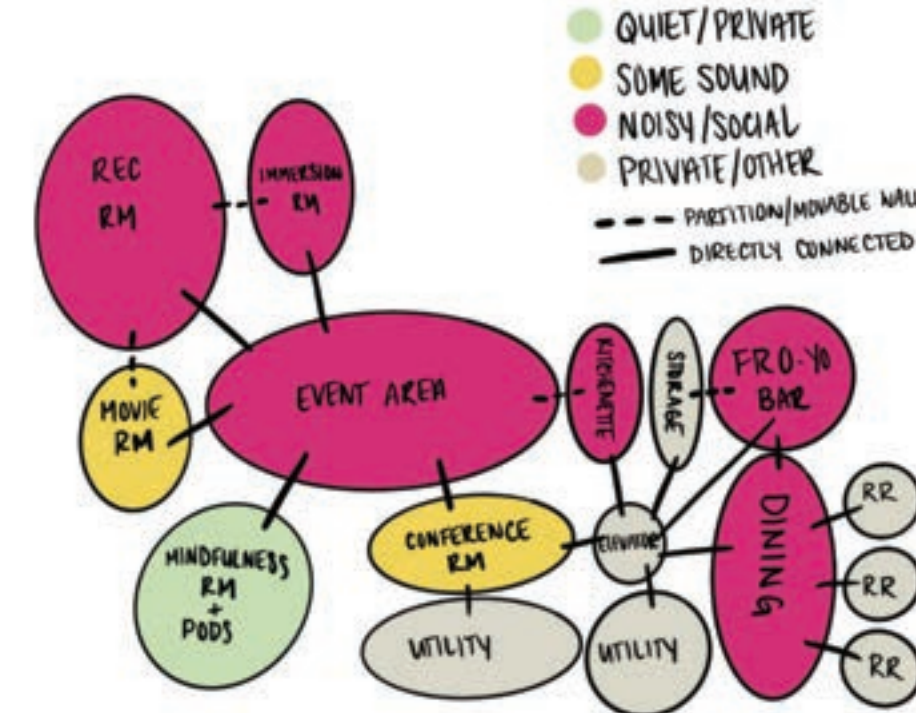 QUIET/PRIVATE
SOME SOUND
NOISY/SOCIAL
PRIVATE/OTHER
PARTITION/MOVABLE WALL
DIRECTLY CONNECTED
REC
RM
IMMERSION
RM
EVENT AREA
KITCHENETTE
STORAGE
FRO-YO
BAR
MOVIE
RM
MINDFULNESS
RM
+
PODS
CONFERENCE
RM
ELEVATOR
DINING
RR
RR
RR
UTILITY
UTILITY